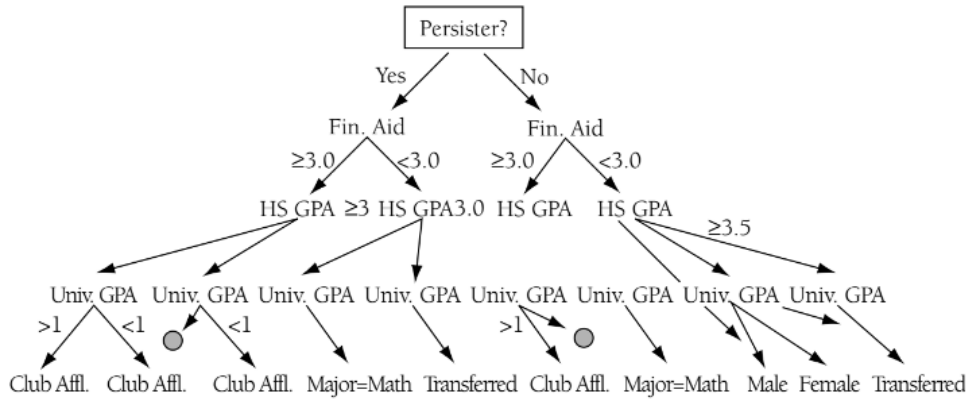 Persister?
Yes No
Fin. Aid Fin. Aid
≥3.0 <3.0 ≥3.0 <3.0
HS GPA ≥3 HS GPA3.0 HS GPA HS GPA
≥3.5
Univ. GPA Univ. GPA Univ. GPA Univ. GPA Univ. GPA Univ. GPA Univ. GPA Univ. GPA
>1 <1 <1 >1
Club Affl. Club Affl. Club Affl. Major=Math Transferred Club Affl. Major=Math Male Female Transferred